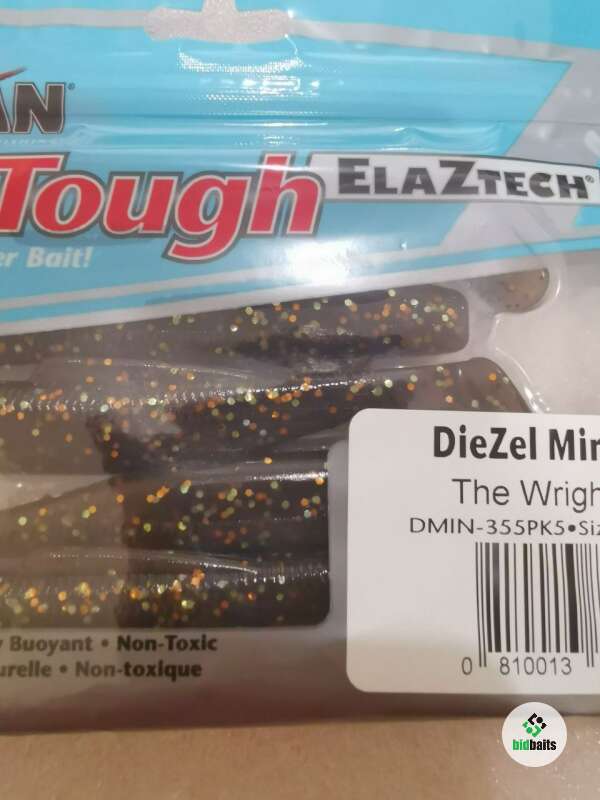 AN®
Tough ELAZTECH®
er Bait!
DieZel Min
The Wrigh
DMIN-355PK5•Siz
y Buoyant • Non-Toxic
urelle • Non-toxique
0 810013
bidbaits